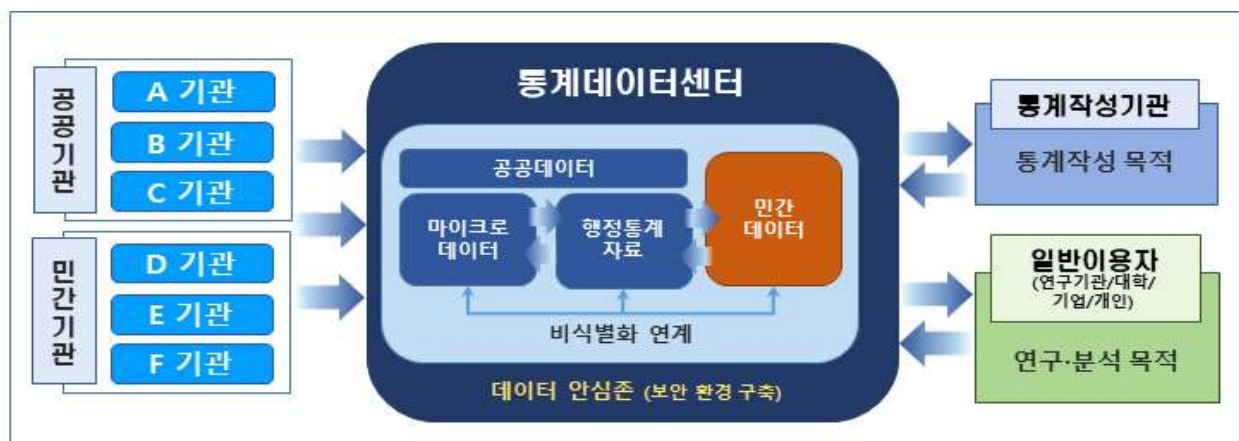 공공기관
A 기관
B 기관
C 기관
민간기관
D 기관
E 기관
F 기관
통계데이터센터
공공데이터
마이크로
데이터
행정통계
자료
민간
데이터
비식별화 연계
데이터 안심존 (보안 환경 구축)
통계작성기관
통계작성 목적
일반이용자
(연구기관/대학/
기업/개인)
연구·분석 목적